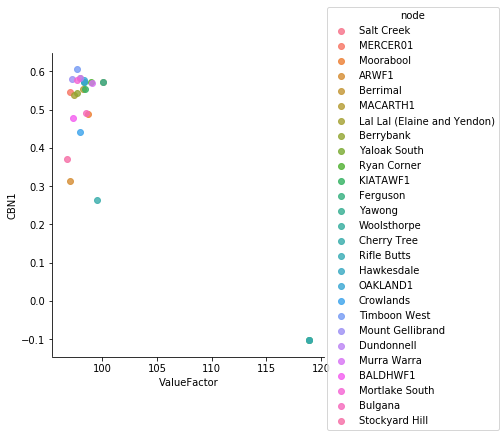 node
Salt Creek
MERCER01
Moorabool
ARWF1
Berrimal
MACARTH1
Lal Lal (Elaine and Yendon)
Berrybank
Yaloak South
Ryan Corner
KIATAWF1
Ferguson
Yawong
Woolsthorpe
Cherry Tree
Rifle Butts
Hawkesdale
OAKLAND1
Crowlands
Timboon West
Mount Gellibrand
Dundonnell
Murra Warra
BALDHWF1
Mortlake South
Bulgana
Stockyard Hill
0.6
0.5
0.4
0.3
0.2
0.1
0.0
−0.1
CBN1
100
105
110
115
120
ValueFactor